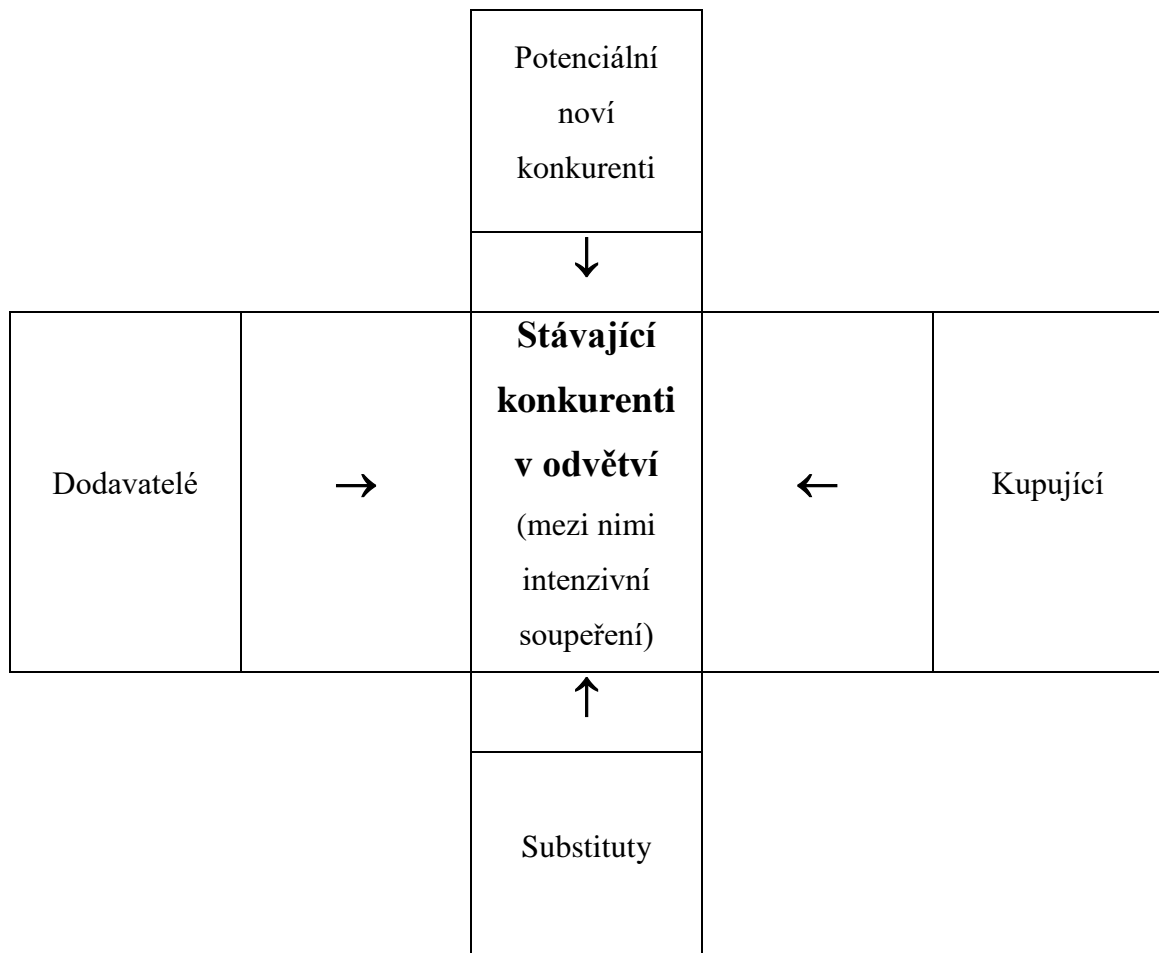 Potenciální
noví
konkurenti
↓
Stávající
konkurenti
v odvětví
(mezi nimi
intenzivní
soupeření)
Dodavatelé
→
←
Kupující
↑
Substituty